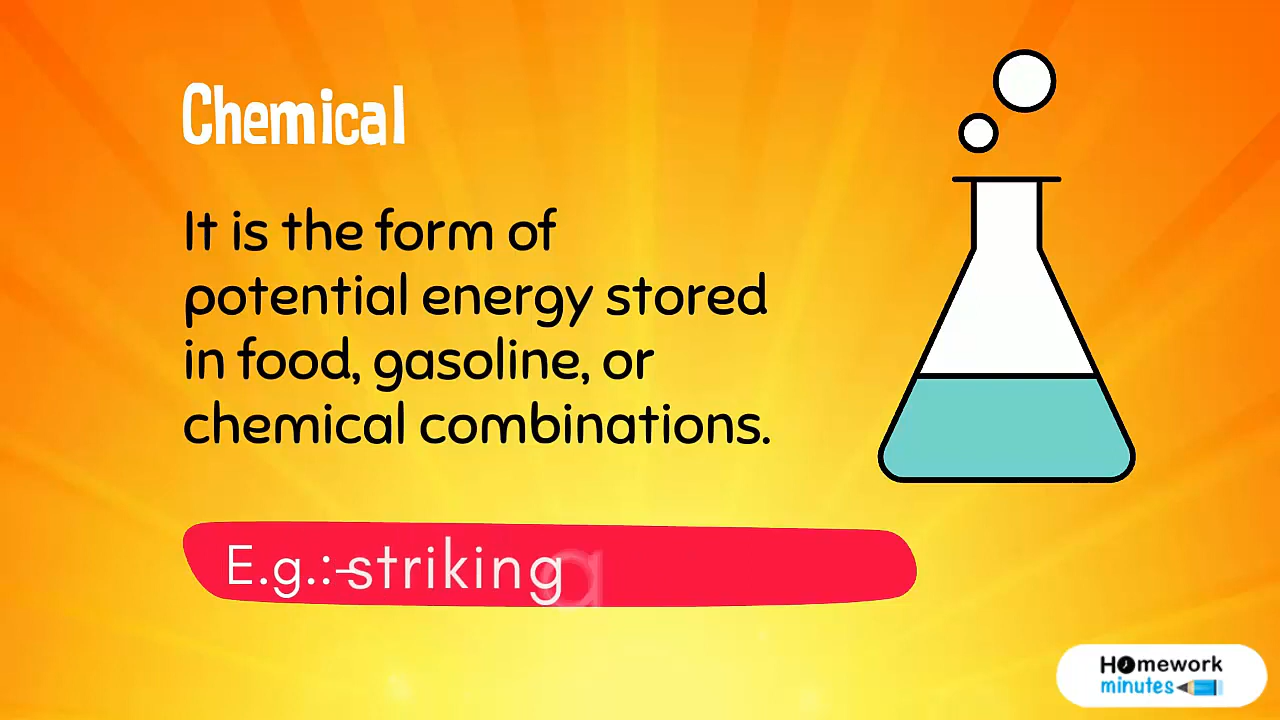 Chemical
It is the form of
potential energy stored
in food, gasoline, or
chemical combinations.
E.g.:-striking a
Homework
minutes